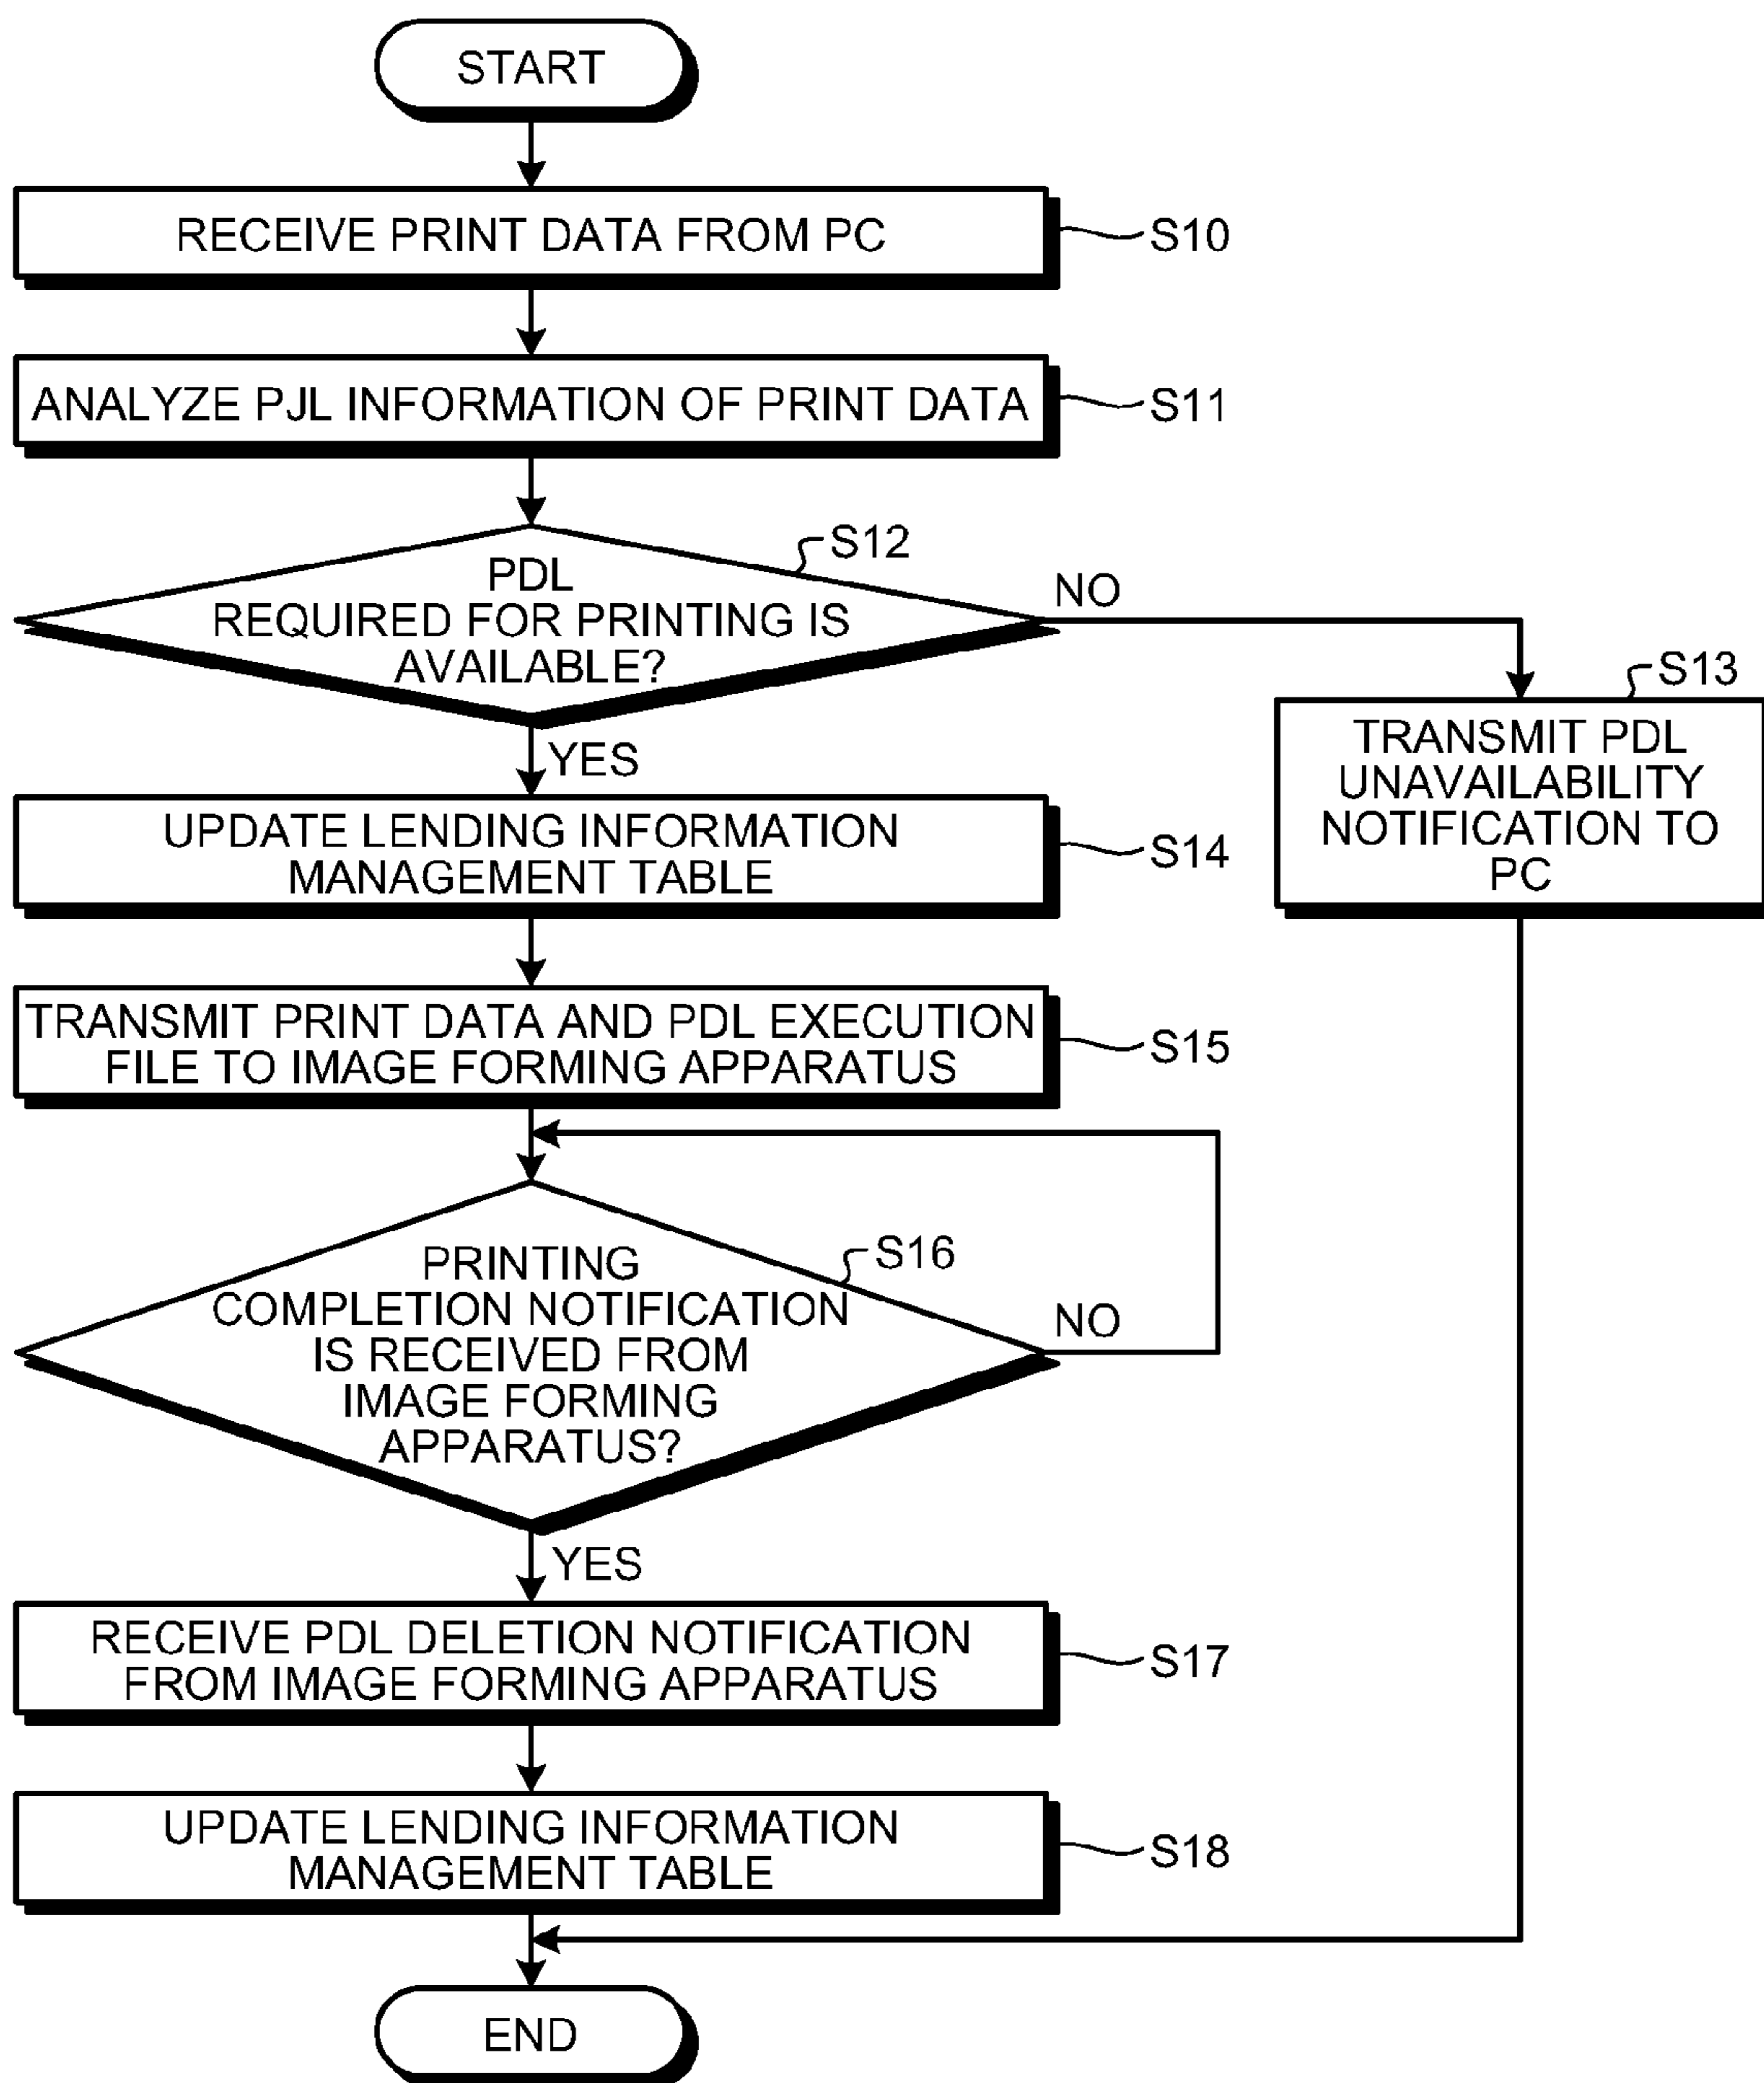 START
RECEIVE PRINT DATA FROM PC
S10
ANALYZE PJL INFORMATION OF PRINT DATA
S11
S12
PDL
REQUIRED FOR PRINTING IS
AVAILABLE?
NO
YES
S13
TRANSMIT PDL
UNAVAILABILITY
NOTIFICATION TO
PC
UPDATE LENDING INFORMATION
MANAGEMENT TABLE
S14
TRANSMIT PRINT DATA AND PDL EXECUTION
FILE TO IMAGE FORMING APPARATUS
S15
S16
PRINTING
COMPLETION NOTIFICATION
IS RECEIVED FROM
IMAGE FORMING
APPARATUS?
NO
YES
RECEIVE PDL DELETION NOTIFICATION
FROM IMAGE FORMING APPARATUS
S17
UPDATE LENDING INFORMATION
MANAGEMENT TABLE
S18
END